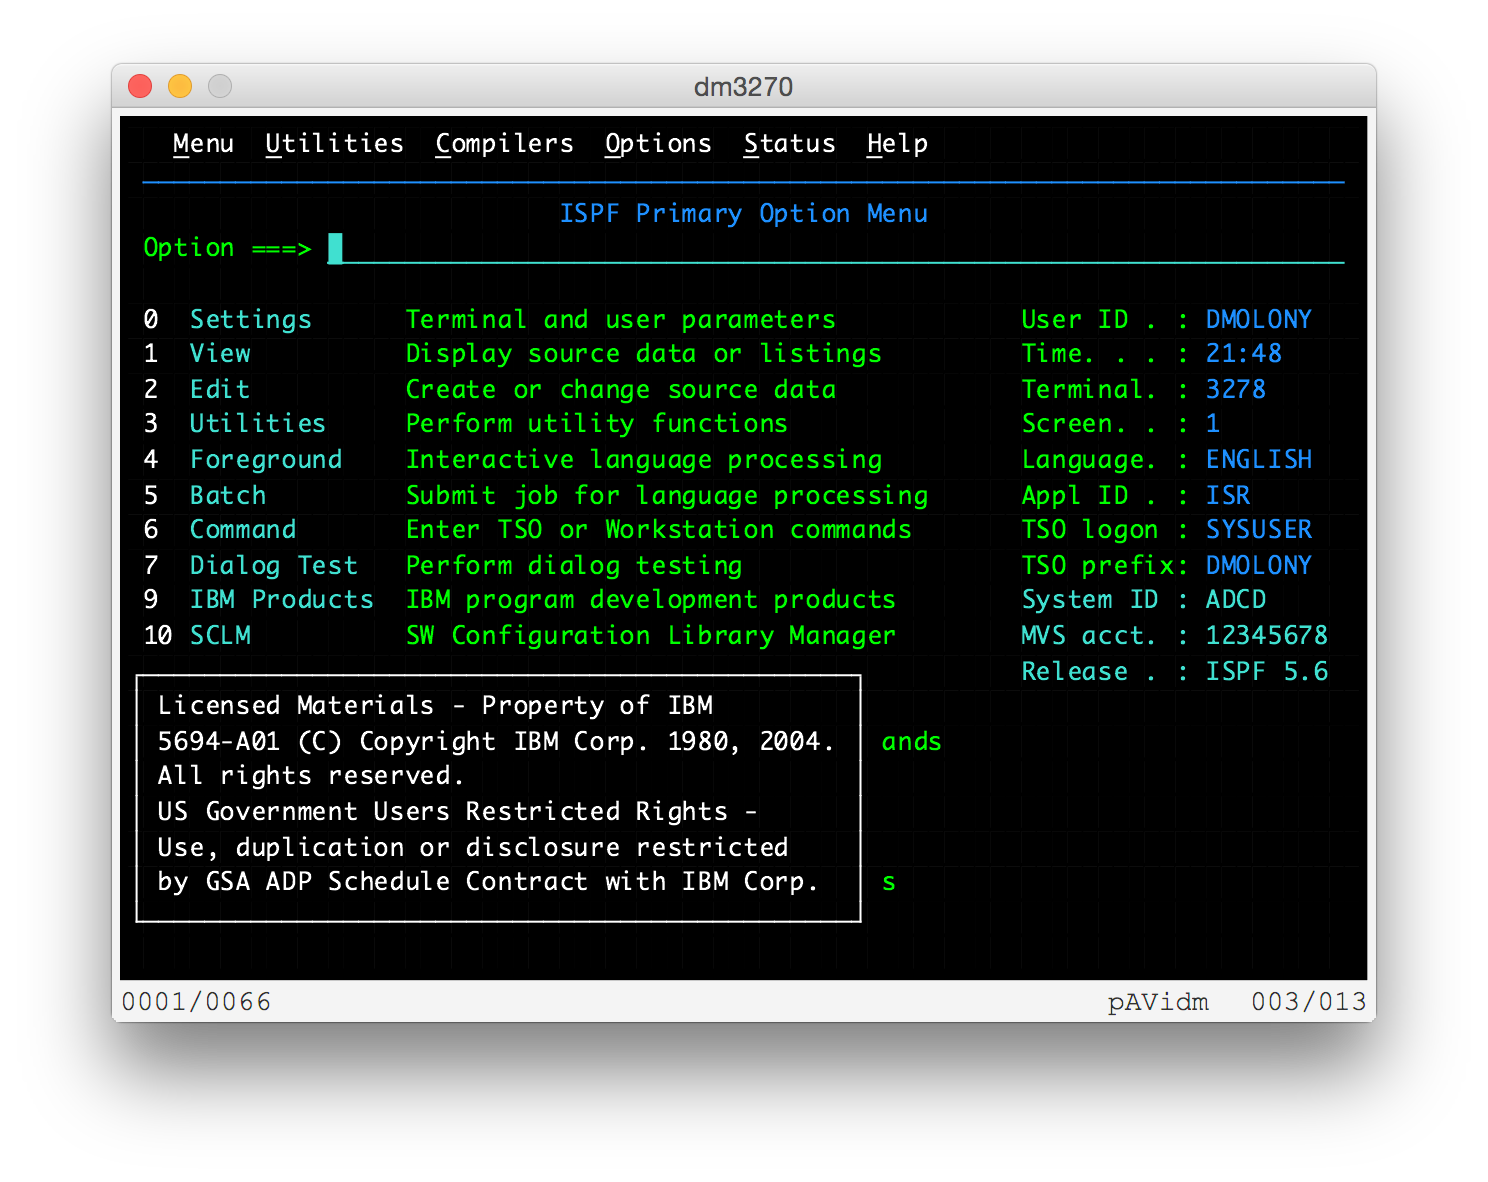 dm3270
Menu Utilities Compilers Options Status Help
ISPF Primary Option Menu
Option ===>
0 Settings Terminal and user parameters User ID . : DMOLONY
1 View Display source data or listings Time. . . : 21:48
2 Edit Create or change source data Terminal. : 3278
3 Utilities Perform utility functions Screen. . : 1
4 Foreground Interactive language processing Language. : ENGLISH
5 Batch Submit job for language processing Appl ID . : ISR
6 Command Enter TSO or Workstation commands TSO logon : SYSUSER
7 Dialog Test Perform dialog testing TSO prefix: DMOLONY
9 IBM Products IBM program development products System ID : ADCD
10 SCLM SW Configuration Library Manager MVS acct. : 12345678
Release . : ISPF 5.6
Licensed Materials - Property of IBM
5694-A01 (C) Copyright IBM Corp. 1980, 2004. ands
All rights reserved.
US Government Users Restricted Rights -
Use, duplication or disclosure restricted
by GSA ADP Schedule Contract with IBM Corp. s
0001/0066 pAVidm 003/013